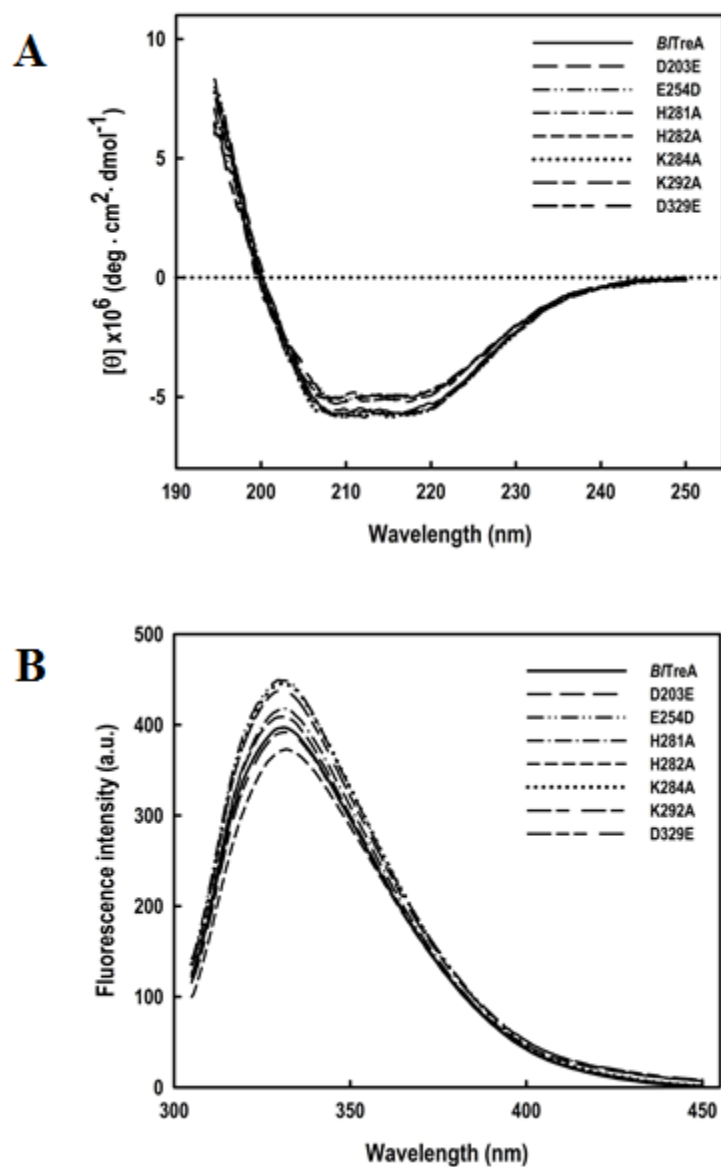 A
10
5
0
-5
[θ] x10⁶ (deg · cm²· dmol⁻¹)
BlTreA
D203E
E254D
H281A
H282A
K284A
K292A
D329E
190 200 210 220 230 240 250
Wavelength (nm)
B
500
400
300
200
100
0
Fluorescence intensity (a.u.)
BlTreA
D203E
E254D
H281A
H282A
K284A
K292A
D329E
300 350 400 450
Wavelength (nm)